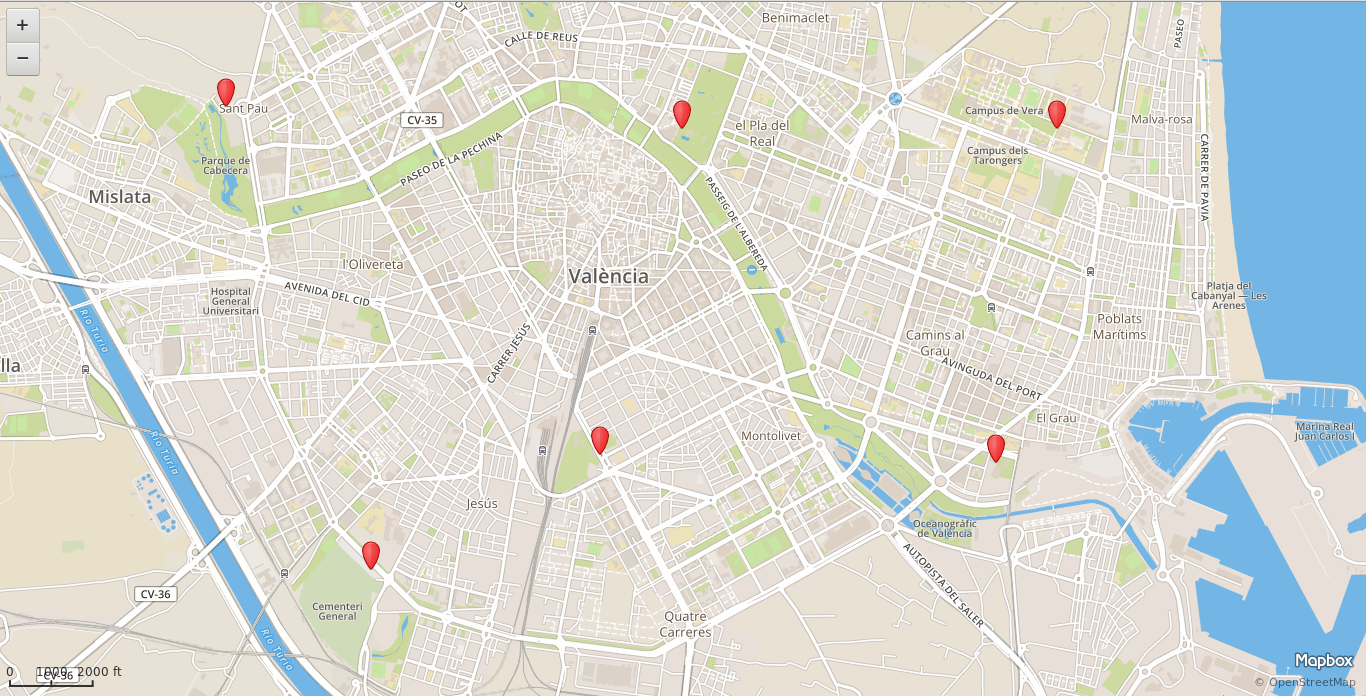 +
−
OT
Benimaclet
PASEO
CALLE DE REUS
Sant Pau
CV-35
Campus de Vera
Malva-rosa
el Pla del
Real
Campus dels
Tarongers
PASEO DE LA PECHINA
Parque de
Cabecera
Mislata
CARRER DE PAVIA
PASSEIG DE L'ALBEREDA
l'Olivereta
València
AVENIDA DEL CID
Hospital
General
Universitari
Platja del
Cabanyal — Les
Arenes
Río Turia
Poblats
Marítims
Camins al
Grau
CARRER JESÚS
lla
AVINGUDA DEL PORT
El Grau
Marina Real
Juan Carlos I
Montolivet
Río Turia
Jesús
Oceanogràfic
de València
AUTOPISTA DEL SALER
CV-36
Cementeri
General
Quatre
Carreres
Río Turia
0 1000 2000 ft
CV-36
Mapbox
© OpenStreetMap